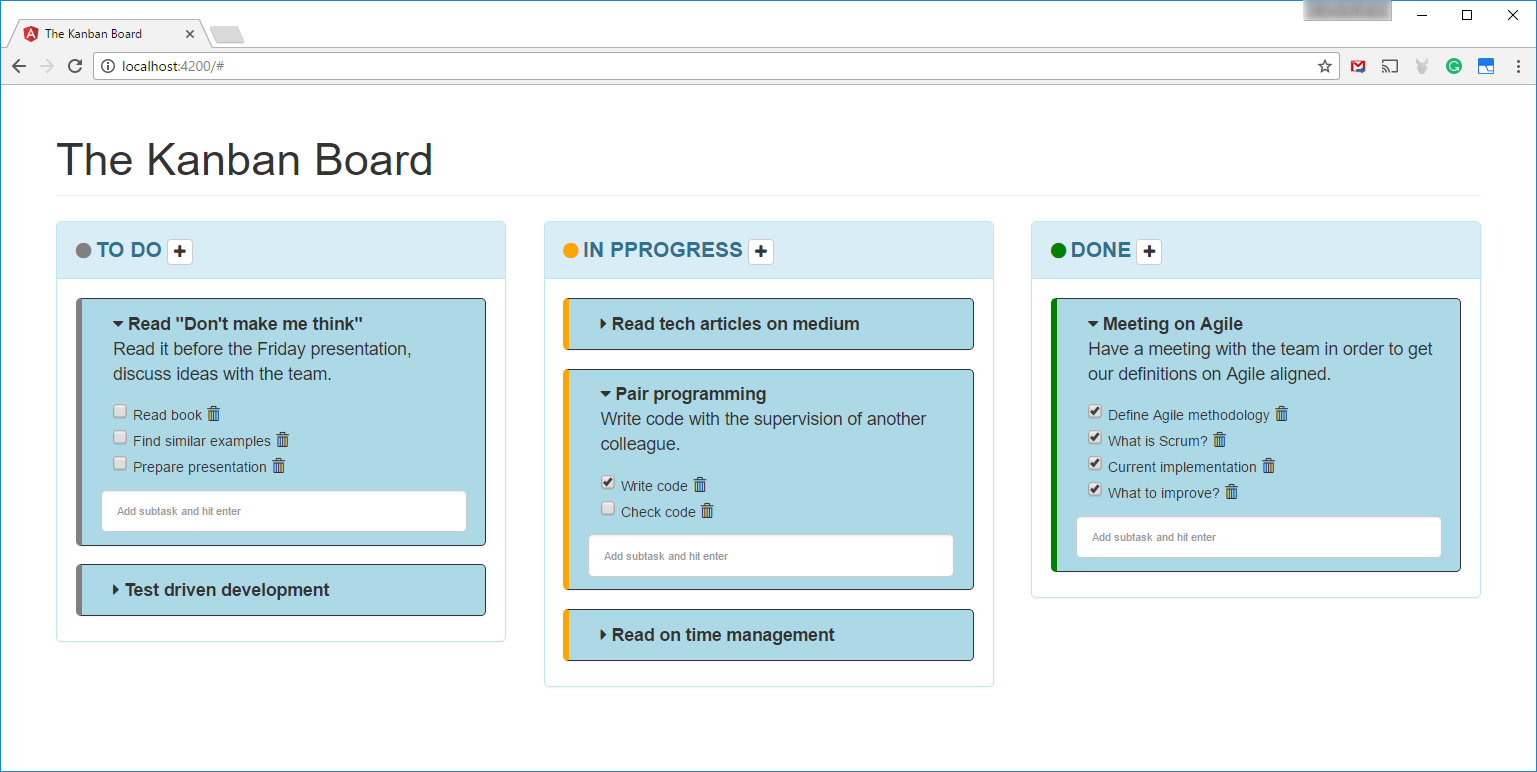 The Kanban Board
localhost:4200/#
The Kanban Board
TO DO
Read "Don't make me think"
Read it before the Friday presentation,
discuss ideas with the team.
Read book
Find similar examples
Prepare presentation
Add subtask and hit enter
Test driven development
IN PPROGRESS
Read tech articles on medium
Pair programming
Write code with the supervision of another
colleague.
Write code
Check code
Add subtask and hit enter
Read on time management
DONE
Meeting on Agile
Have a meeting with the team in order to get
our definitions on Agile aligned.
Define Agile methodology
What is Scrum?
Current implementation
What to improve?
Add subtask and hit enter